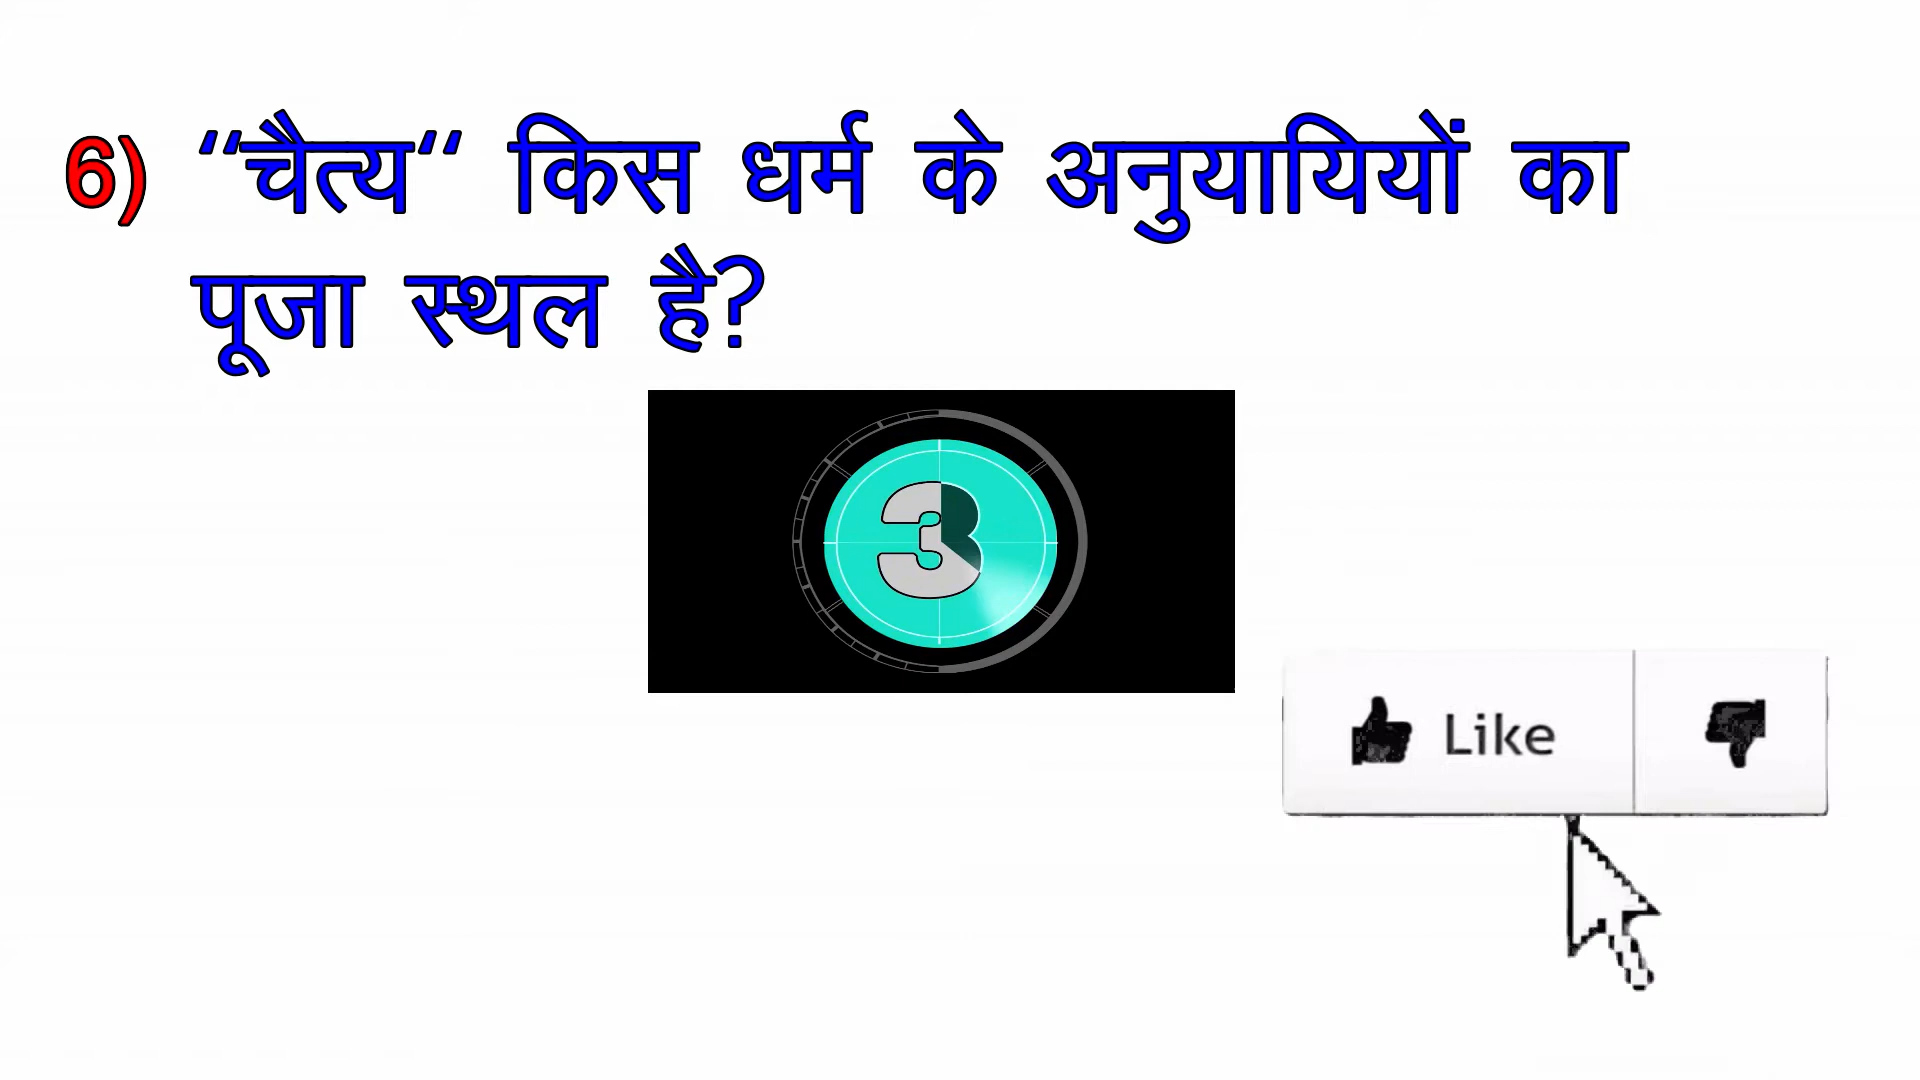 6) “चैत्य“ किस धर्म के अनुयायियों का
पूजा स्थल है?
3
Like